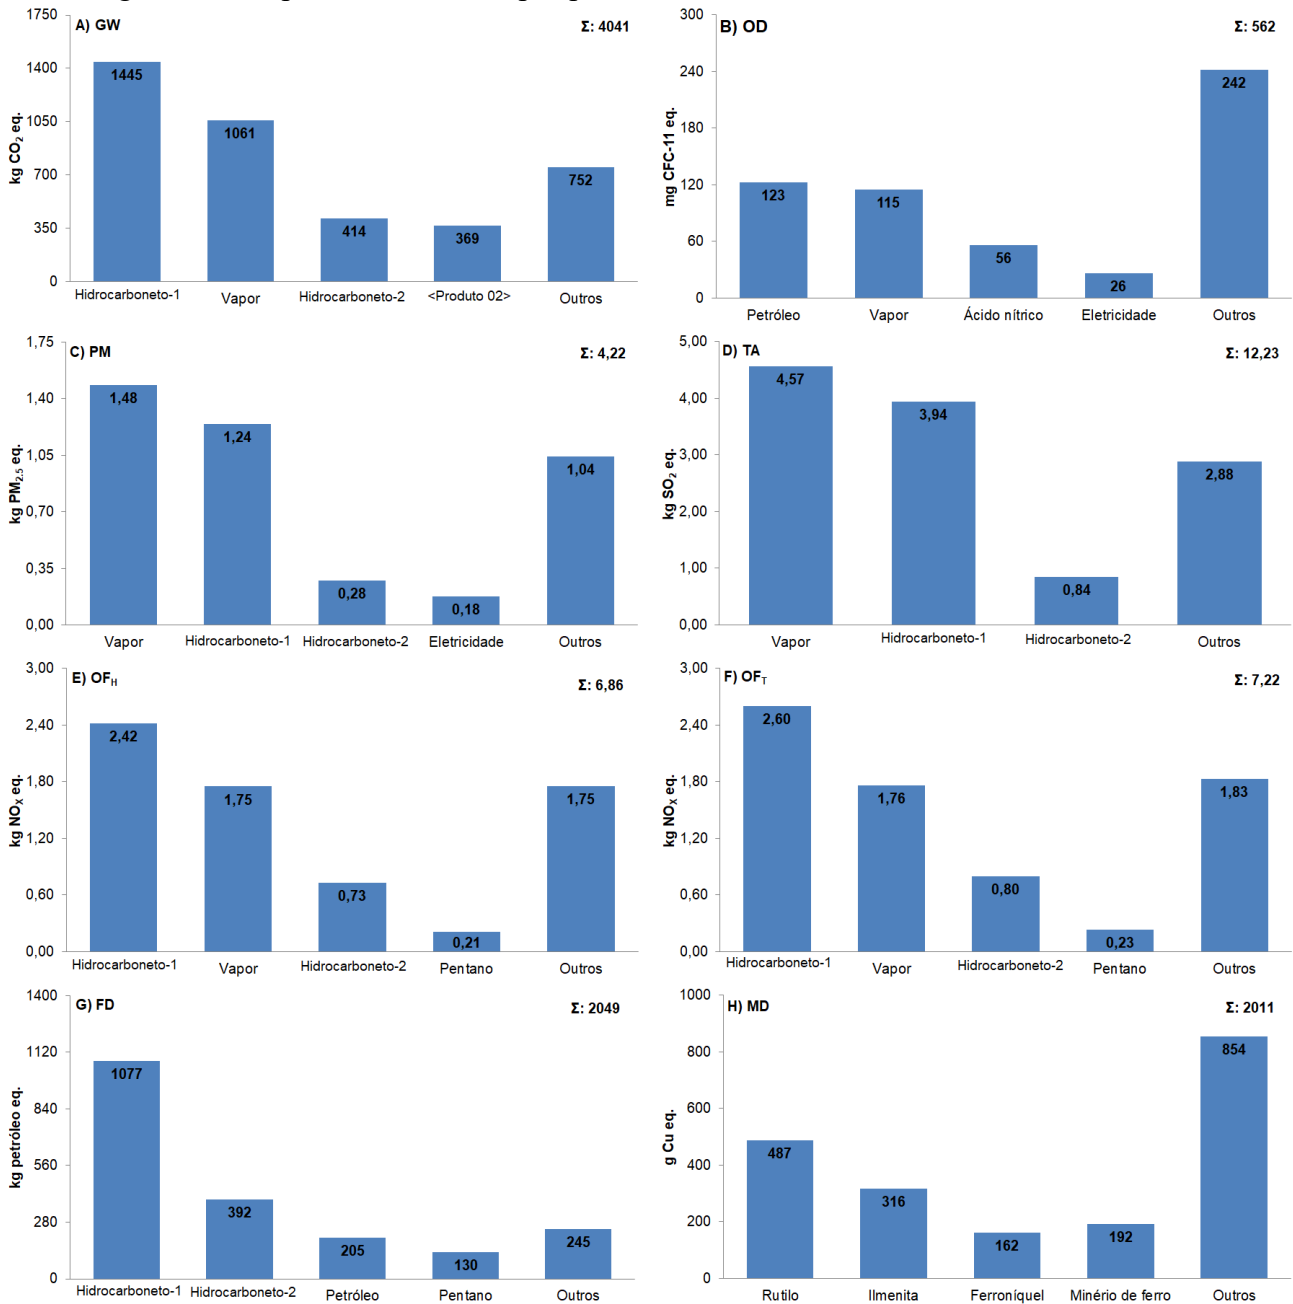 A) GW
Σ: 4041
kg CO₂ eq.
1750
1400
1050
700
350
0
1445
1061
414
369
752
Hidrocarboneto-1 Vapor Hidrocarboneto-2 <Produto 02> Outros
B) OD
Σ: 562
mg CFC-11 eq.
300
240
180
120
60
0
123
115
56
26
242
Petróleo Vapor Ácido nítrico Eletricidade Outros
C) PM
Σ: 4,22
kg PM₂.₅ eq.
1,75
1,40
1,05
0,70
0,35
0,00
1,48
1,24
0,28
0,18
1,04
Vapor Hidrocarboneto-1 Hidrocarboneto-2 Eletricidade Outros
D) TA
Σ: 12,23
kg SO₂ eq.
5,00
4,00
3,00
2,00
1,00
0,00
4,57
3,94
0,84
2,88
Vapor Hidrocarboneto-1 Hidrocarboneto-2 Outros
E) OF_H
Σ: 6,86
kg NOₓ eq.
3,00
2,40
1,80
1,20
0,60
0,00
2,42
1,75
0,73
0,21
1,75
Hidrocarboneto-1 Vapor Hidrocarboneto-2 Pentano Outros
F) OF_T
Σ: 7,22
kg NOₓ eq.
3,00
2,40
1,80
1,20
0,60
0,00
2,60
1,76
0,80
0,23
1,83
Hidrocarboneto-1 Vapor Hidrocarboneto-2 Pentano Outros
G) FD
Σ: 2049
kg petróleo eq.
1400
1120
840
560
280
0
1077
392
205
130
245
Hidrocarboneto-1 Hidrocarboneto-2 Petróleo Pentano Outros
H) MD
Σ: 2011
g Cu eq.
1000
800
600
400
200
0
487
316
162
192
854
Rutilo Ilmenita Ferroníquel Minério de ferro Outros